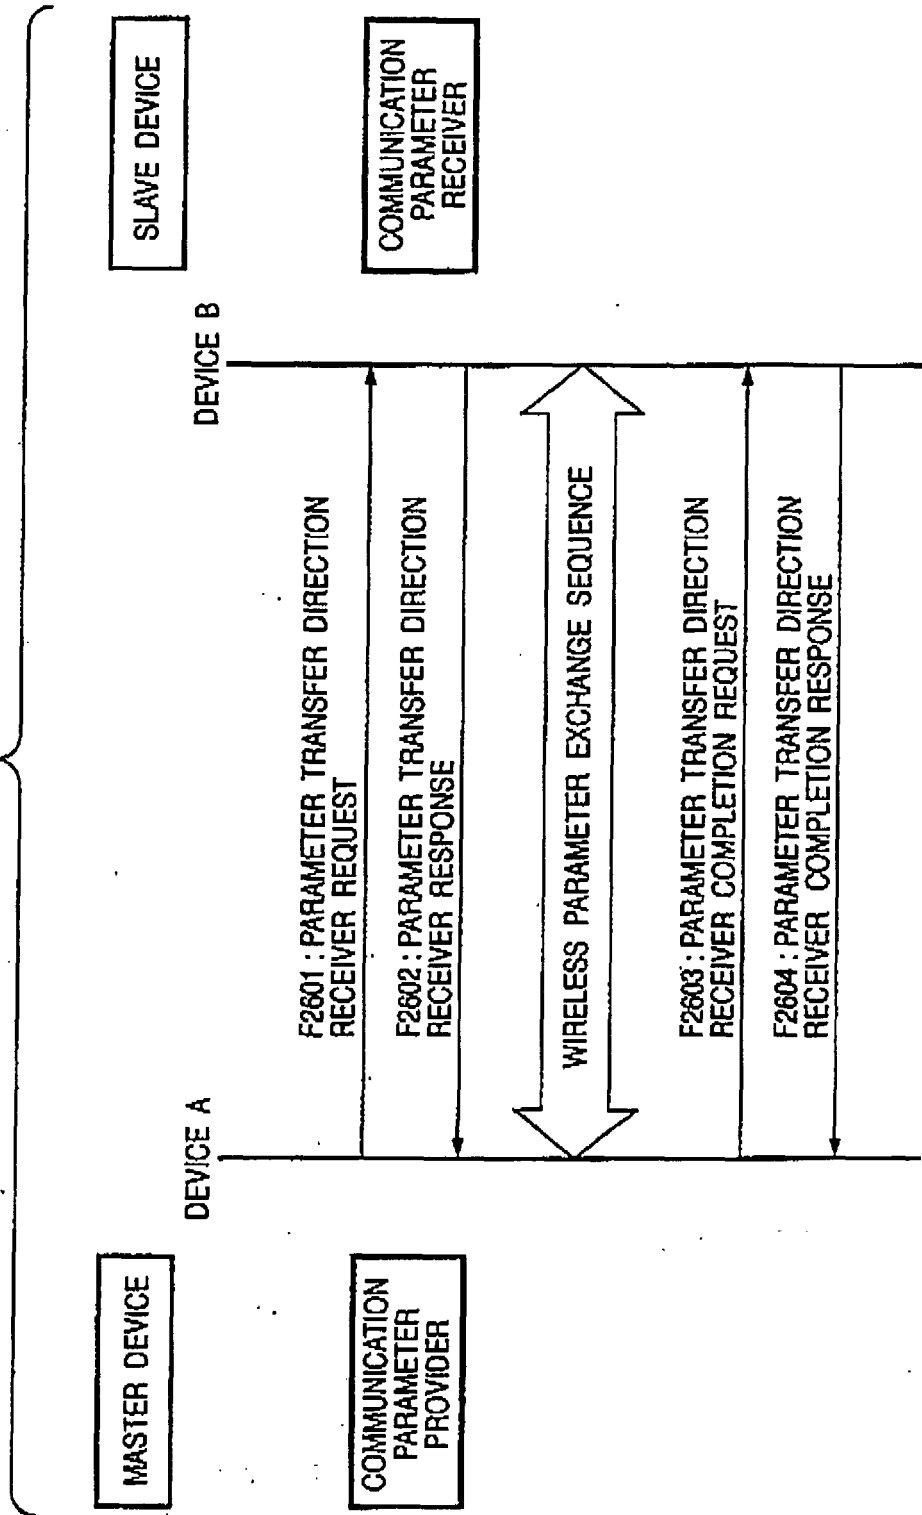 MASTER DEVICE
SLAVE DEVICE
DEVICE A
DEVICE B
COMMUNICATION
PARAMETER
PROVIDER
COMMUNICATION
PARAMETER
RECEIVER
F2601 : PARAMETER TRANSFER DIRECTION
RECEIVER REQUEST
F2602 : PARAMETER TRANSFER DIRECTION
RECEIVER RESPONSE
WIRELESS PARAMETER EXCHANGE SEQUENCE
F2603 : PARAMETER TRANSFER DIRECTION
RECEIVER COMPLETION REQUEST
F2604 : PARAMETER TRANSFER DIRECTION
RECEIVER COMPLETION RESPONSE